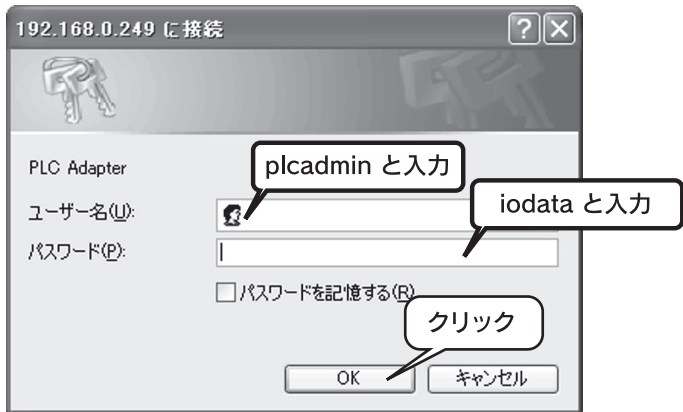 192.168.0.249 に接続
PLC Adapter
plcadmin と入力
ユーザー名(U):
iodata と入力
パスワード(P):
パスワードを記憶する(R)
クリック
OK
キャンセル